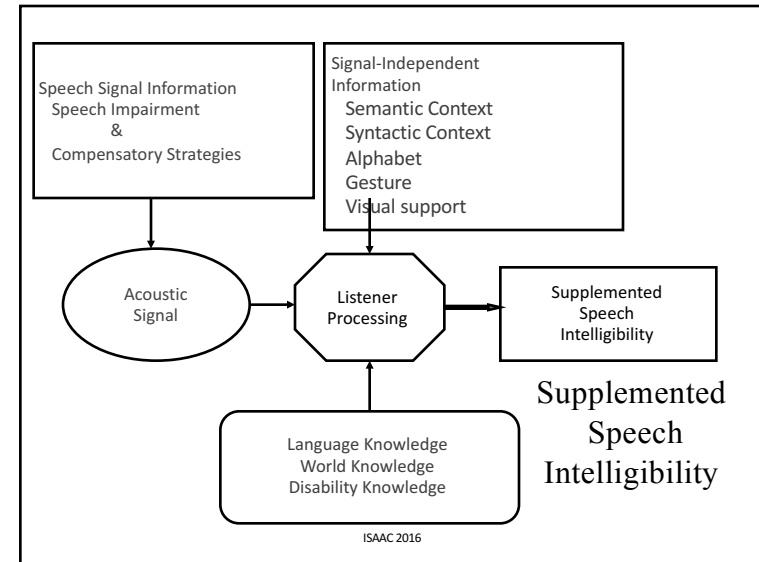 Speech Signal Information
Speech Impairment
&
Compensatory Strategies
Signal-Independent
Information
Semantic Context
Syntactic Context
Alphabet
Gesture
Visual support
Acoustic
Signal
Listener
Processing
Supplemented
Speech
Intelligibility
Language Knowledge
World Knowledge
Disability Knowledge
Supplemented
Speech
Intelligibility
ISAAC 2016